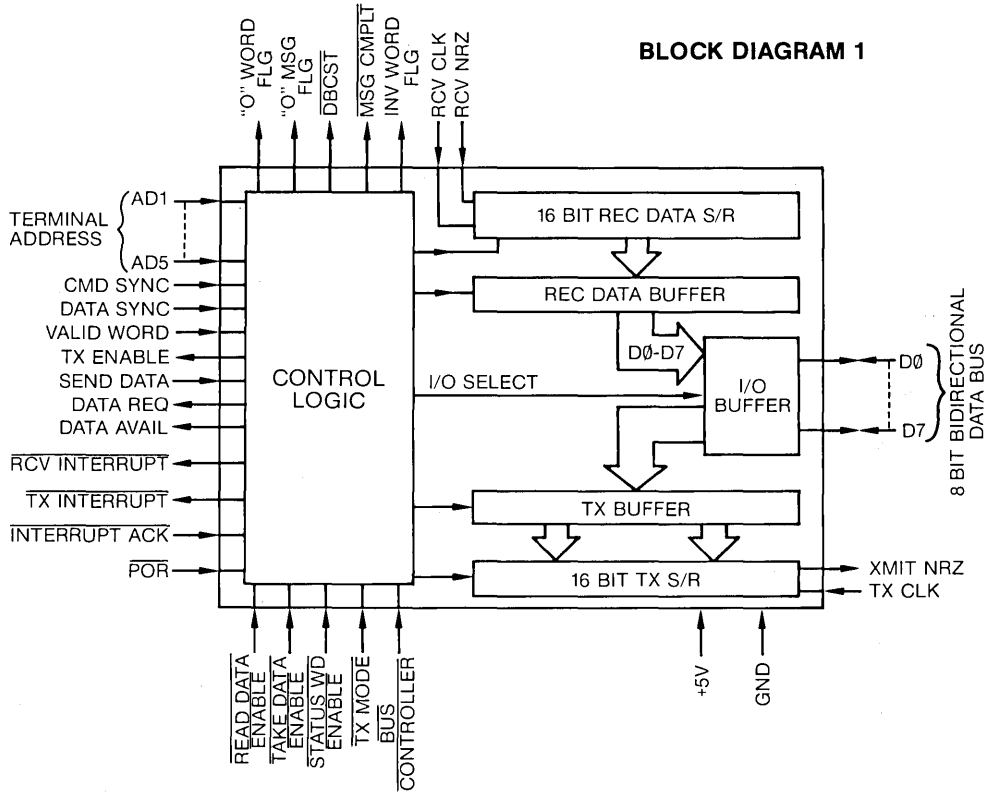 BLOCK DIAGRAM 1
"O" WORD
FLG
"O" MSG
FLG
DBCST
MSG CMPLT
INV WORD
FLG
RCV CLK
RCV NRZ
TERMINAL
ADDRESS
AD1
AD5
CMD SYNC
DATA SYNC
VALID WORD
TX ENABLE
SEND DATA
DATA REQ
DATA AVAIL
RCV INTERRUPT
TX INTERRUPT
INTERRUPT ACK
POR
CONTROL
LOGIC
16 BIT REC DATA S/R
REC DATA BUFFER
DØ-D7
I/O SELECT
I/O
BUFFER
DØ
D7
8 BIT BIDIRECTIONAL
DATA BUS
TX BUFFER
16 BIT TX S/R
XMIT NRZ
TX CLK
READ DATA
ENABLE
TAKE DATA
ENABLE
STATUS WD
ENABLE
TX MODE
BUS
CONTROLLER
+5V
GND